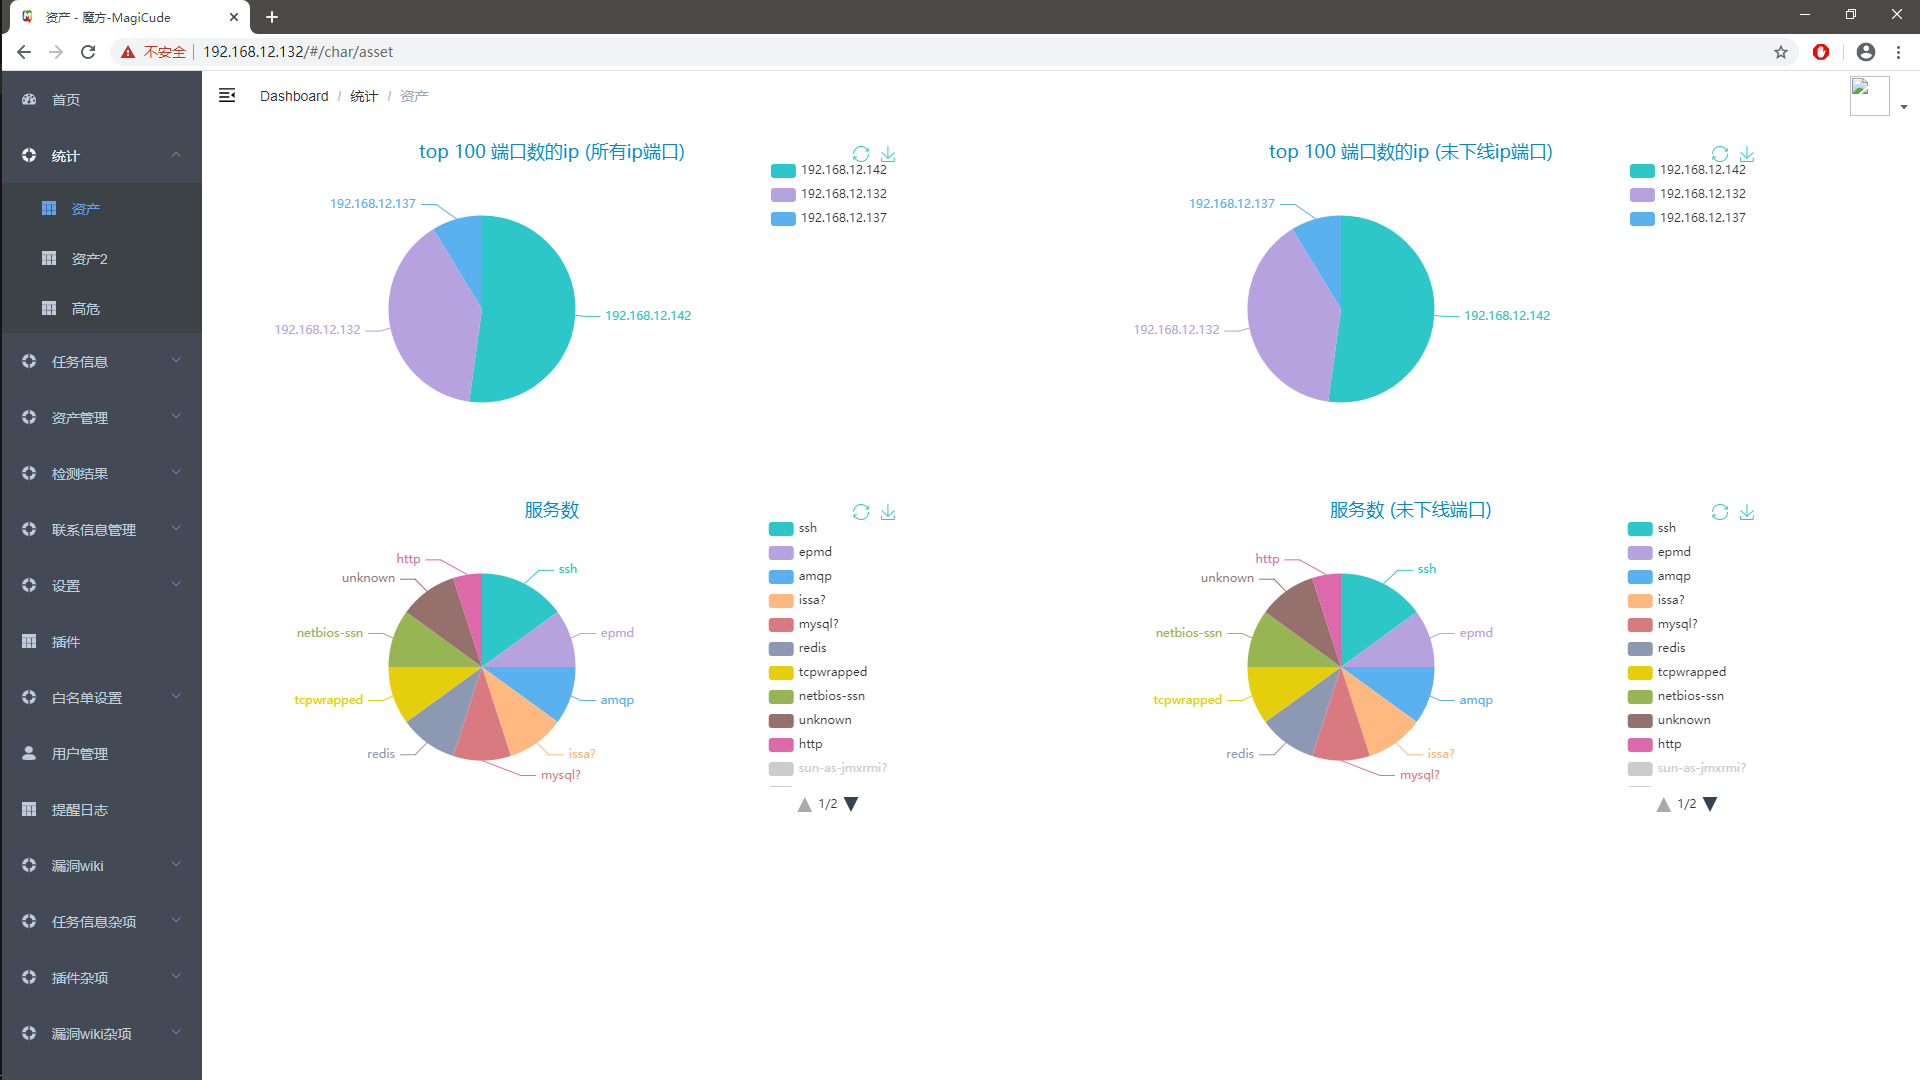 资产 - 魔方-MagiCude
不安全 192.168.12.132/#/char/asset
首页
统计
资产
资产2
高危
任务信息
资产管理
检测结果
联系信息管理
设置
插件
白名单设置
用户管理
提醒日志
漏洞wiki
任务信息杂项
插件杂项
漏洞wiki杂项
Dashboard / 统计 / 资产
top 100 端口数的ip (所有ip端口)
192.168.12.142
192.168.12.132
192.168.12.137
192.168.12.137
192.168.12.142
192.168.12.132
top 100 端口数的ip (未下线ip端口)
192.168.12.142
192.168.12.132
192.168.12.137
192.168.12.137
192.168.12.142
192.168.12.132
服务数
http
ssh
unknown
netbios-ssn
epmd
tcpwrapped
amqp
redis
issa?
mysql?
ssh
epmd
amqp
issa?
mysql?
redis
tcpwrapped
netbios-ssn
unknown
http
sun-as-jmxrmi?
1/2
服务数 (未下线端口)
http
ssh
unknown
netbios-ssn
epmd
tcpwrapped
amqp
redis
issa?
mysql?
ssh
epmd
amqp
issa?
mysql?
redis
tcpwrapped
netbios-ssn
unknown
http
sun-as-jmxrmi?
1/2